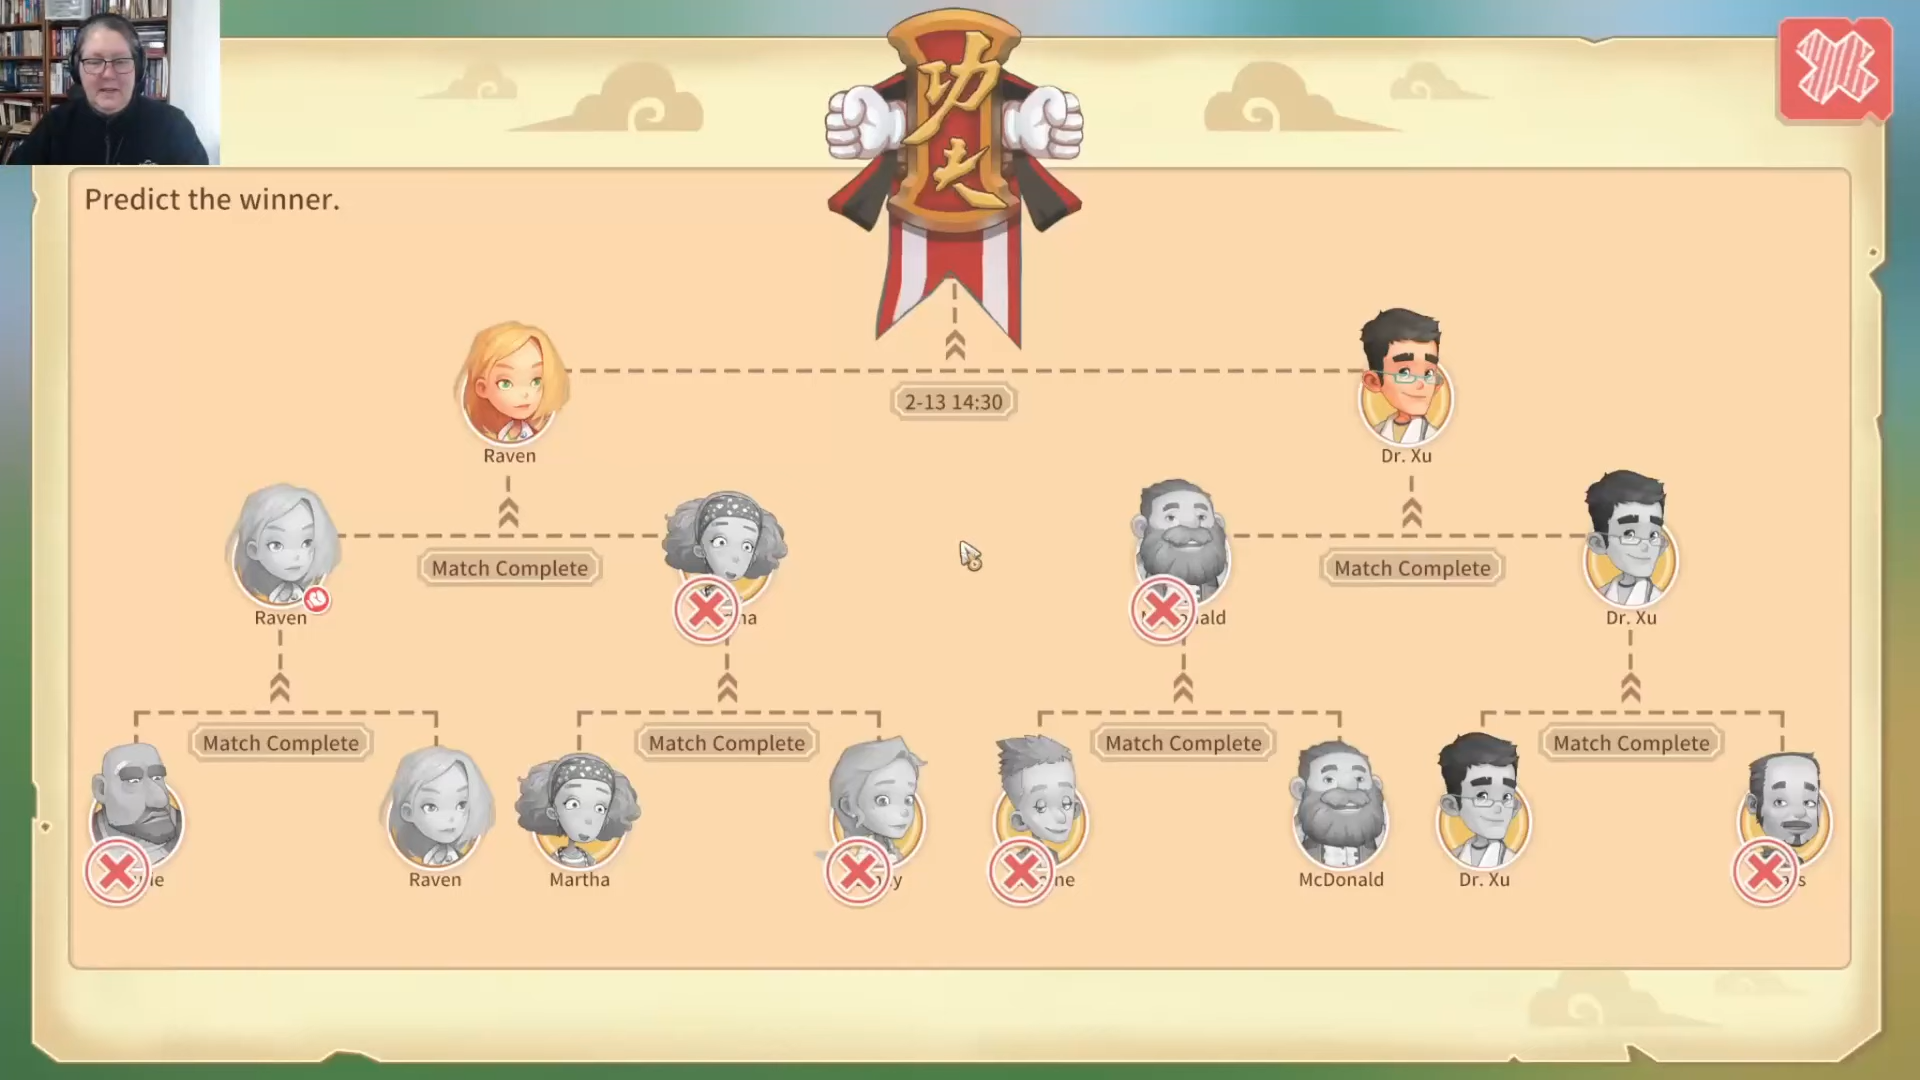 功
夫
Predict the winner.
2-13 14:30
Raven
Dr. Xu
Match Complete
Match Complete
Raven
Dr. Xu
Match Complete
Match Complete
Match Complete
Match Complete
Raven
Martha
McDonald
Dr. Xu